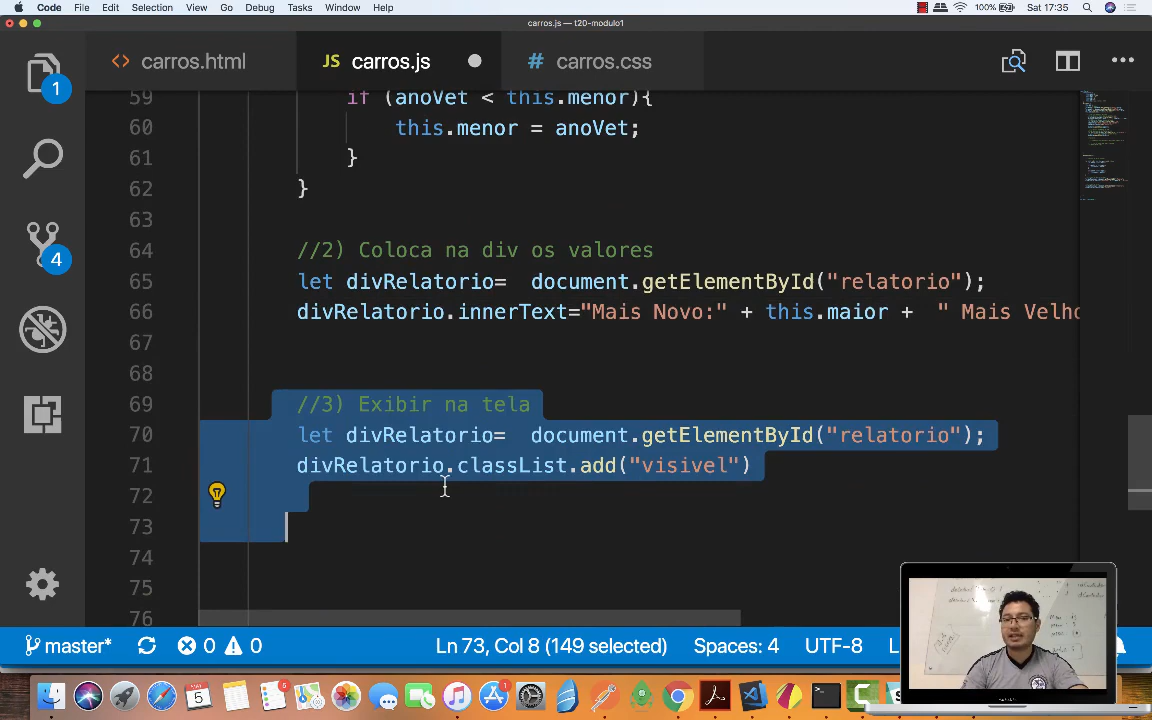 Code File Edit Selection View Go Debug Tasks Window Help 100% Sat 17:35
carros.js — t20-modulo1
carros.html JS carros.js # carros.css
59 if (anoVet < this.menor){
60 this.menor = anoVet;
61 }
62 }
63
64 //2) Coloca na div os valores
65 let divRelatorio= document.getElementById("relatorio");
66 divRelatorio.innerText="Mais Novo:" + this.maior + " Mais Velho
67
68
69 //3) Exibir na tela
70 let divRelatorio= document.getElementById("relatorio");
71 divRelatorio.classList.add("visivel")
72
73
74
75
76
1
4
master* 0 0 Ln 73, Col 8 (149 selected) Spaces: 4 UTF-8 L
5 6 1